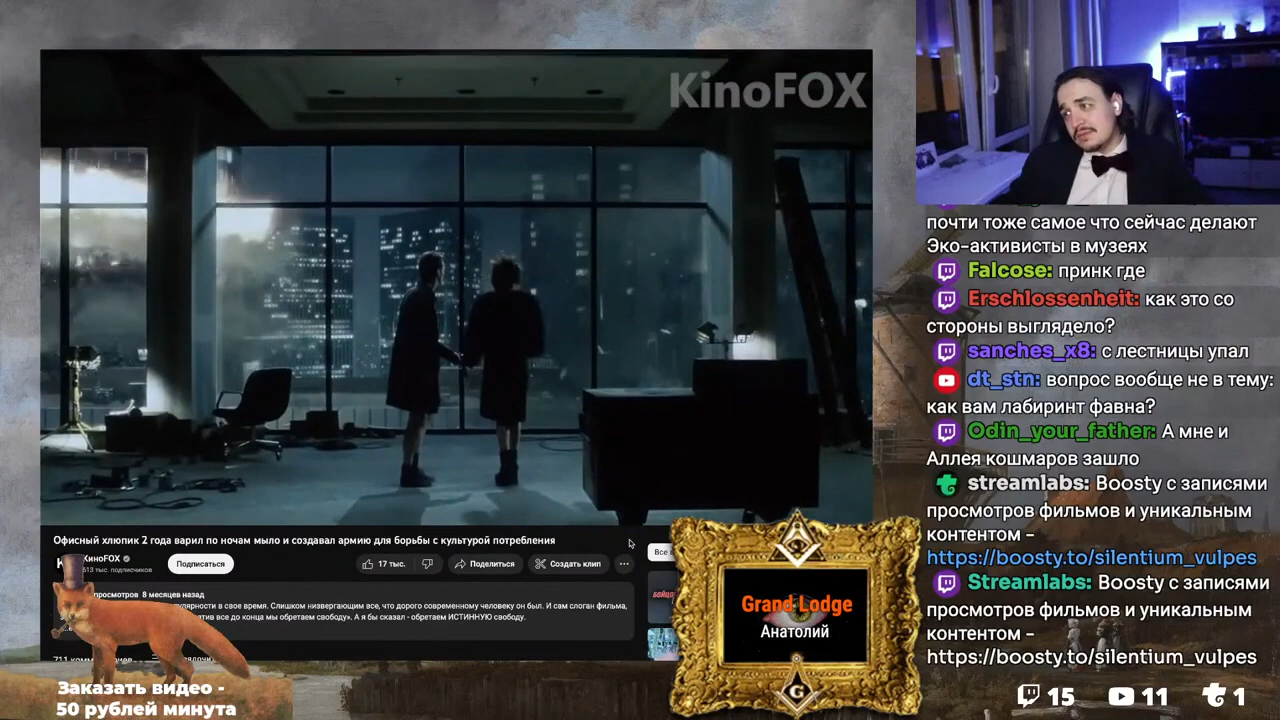 KinoFOX
почти тоже самое что сейчас делают
Эко-активисты в музеях
Falcose: принк где
Erschlossenheit: как это со
стороны выглядело?
sanches_x8: с лестницы упал
dt_stn: вопрос вообще не в тему:
как вам лабиринт фавна?
Odin_your_father: А мне и
Аллея кошмаров зашло
streamlabs: Boosty с записями
просмотров фильмов и уникальным
контентом -
https://boosty.to/silentium_vulpes
Streamlabs: Boosty с записями
просмотров фильмов и уникальным
контентом -
https://boosty.to/silentium_vulpes
15 11 1
Офисный хлюпик 2 года варил по ночам мыло и создавал армию для борьбы с культурой потребления
КиноFOX
613 тыс. подписчиков
Подписаться
17 тыс.
Поделиться
Создать клип
Все
просмотров 8 месяцев назад
в свое время. Слишком низвергающим все, что дорого современному человеку он был. И сам слоган фильма,
все до конца мы обретаем свободу». А я бы сказал - обретаем ИСТИННУЮ свободу.
Grand Lodge
Анатолий
G
Заказать видео -
50 рублей минута